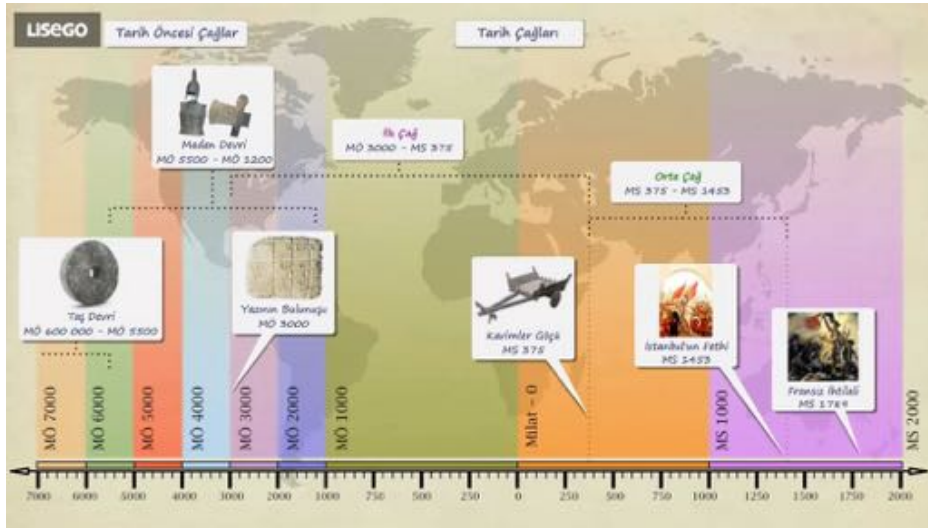 LISEGO
Tarih Öncesi Çağlar
Tarih Çağları
Maden Devri
MÖ 5500 - MÖ 1200
İlk Çağ
MÖ 3000 - MS 375
Orta Çağ
MS 375 - MS 1453
Taş Devri
MÖ 600 000 - MÖ 5500
Yazının Bulunuşu
MÖ 3000
Kavimler Göçü
MS 375
İstanbul'un Fethi
MS 1453
Fransız İhtilali
MS 1789
MÖ 7000
MÖ 6000
MÖ 5000
MÖ 4000
MÖ 3000
MÖ 2000
MÖ 1000
Milat - 0
MS 1000
MS 2000
7000 6000 5000 4000 3000 2000 1000 750 500 250 0 250 500 750 1000 1250 1500 1750 2000